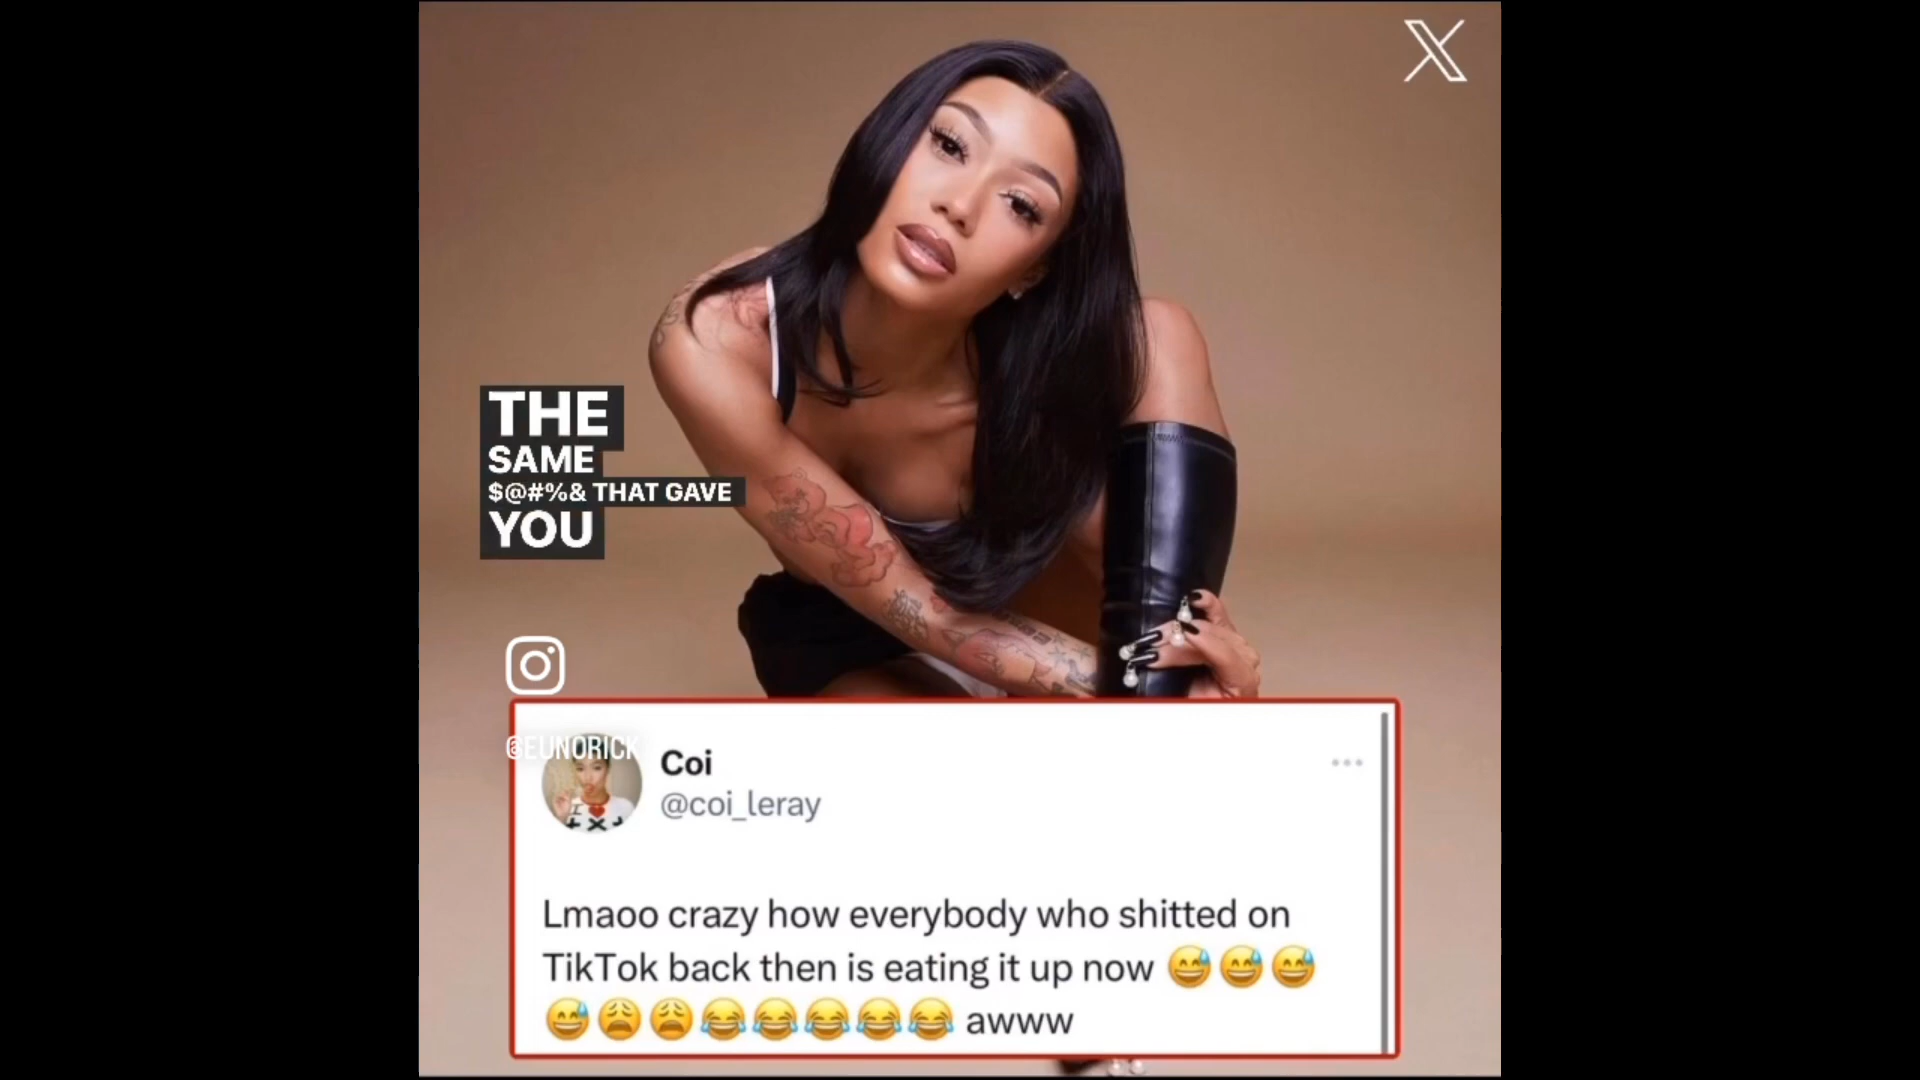 THE
SAME
$@#%& THAT GAVE
YOU
@EUNORICK
Coi
@coi_leray
Lmaoo crazy how everybody who shitted on
TikTok back then is eating it up now 😅😅😅
😅😩😩😂😂😂😂😂 awww